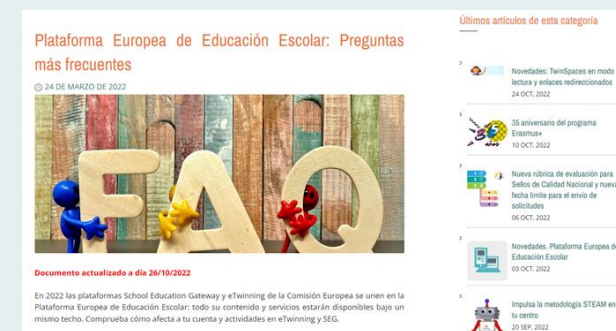 Plataforma Europea de Educación Escolar: Preguntas
más frecuentes
24 DE MARZO DE 2022
FAQ
Documento actualizado a día 26/10/2022
En 2022 las plataformas School Education Gateway y eTwinning de la Comisión Europea se unen en la
Plataforma Europea de Educación Escolar: todo su contenido y servicios estarán disponibles bajo un
mismo techo. Comprueba cómo afecta a tu cuenta y actividades en eTwinning y SEG.
Últimos artículos de esta categoría
Novedades: TwinSpaces en modo
lectura y enlaces redireccionados
24 OCT, 2022
35 aniversario del programa
Erasmus+
10 OCT, 2022
Nueva rúbrica de evaluación para
Sellos de Calidad Nacional y nueva
fecha límite para el envío de
solicitudes
06 OCT, 2022
Novedades. Plataforma Europea de
Educación Escolar
03 OCT, 2022
Impulsa la metodología STEAM en
tu centro
20 SEP, 2022